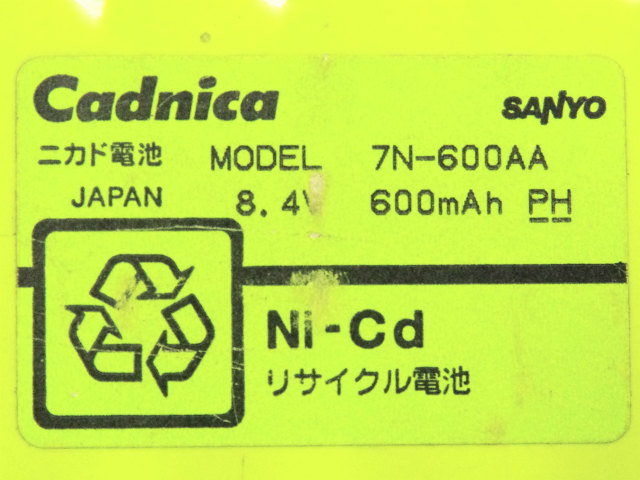 Cadnica SANYO
ニカド電池 MODEL 7N-600AA
JAPAN 8.4V 600mAh PH
Ni-Cd
リサイクル電池